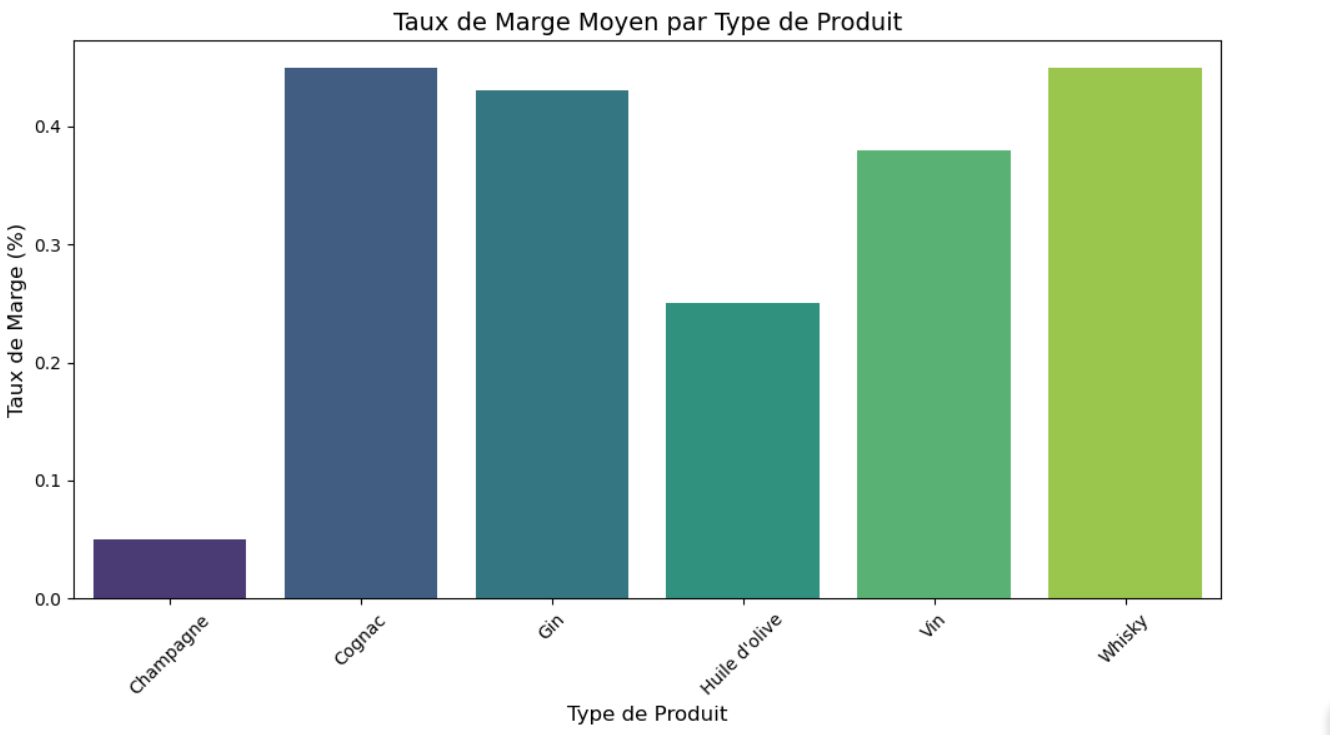 Taux de Marge Moyen par Type de Produit
Taux de Marge (%)
0.4
0.3
0.2
0.1
0.0
Champagne
Cognac
Gin
Huile d'olive
Vin
Whisky
Type de Produit